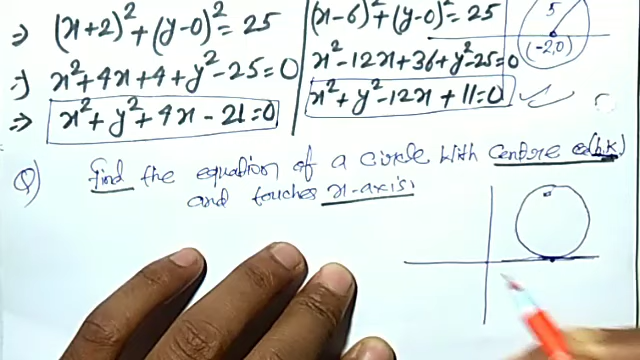 ⇒ (x+2)² + (y-0)² = 25
⇒ x² + 4x + 4 + y² - 25 = 0
⇒ x² + y² + 4x - 21 = 0
(x-6)² + (y-0)² = 25
x² - 12x + 36 + y² - 25 = 0
x² + y² - 12x + 11 = 0
5
(-2,0)
Q) find the equation of a circle with centre (h,k)
and touches x-axis.